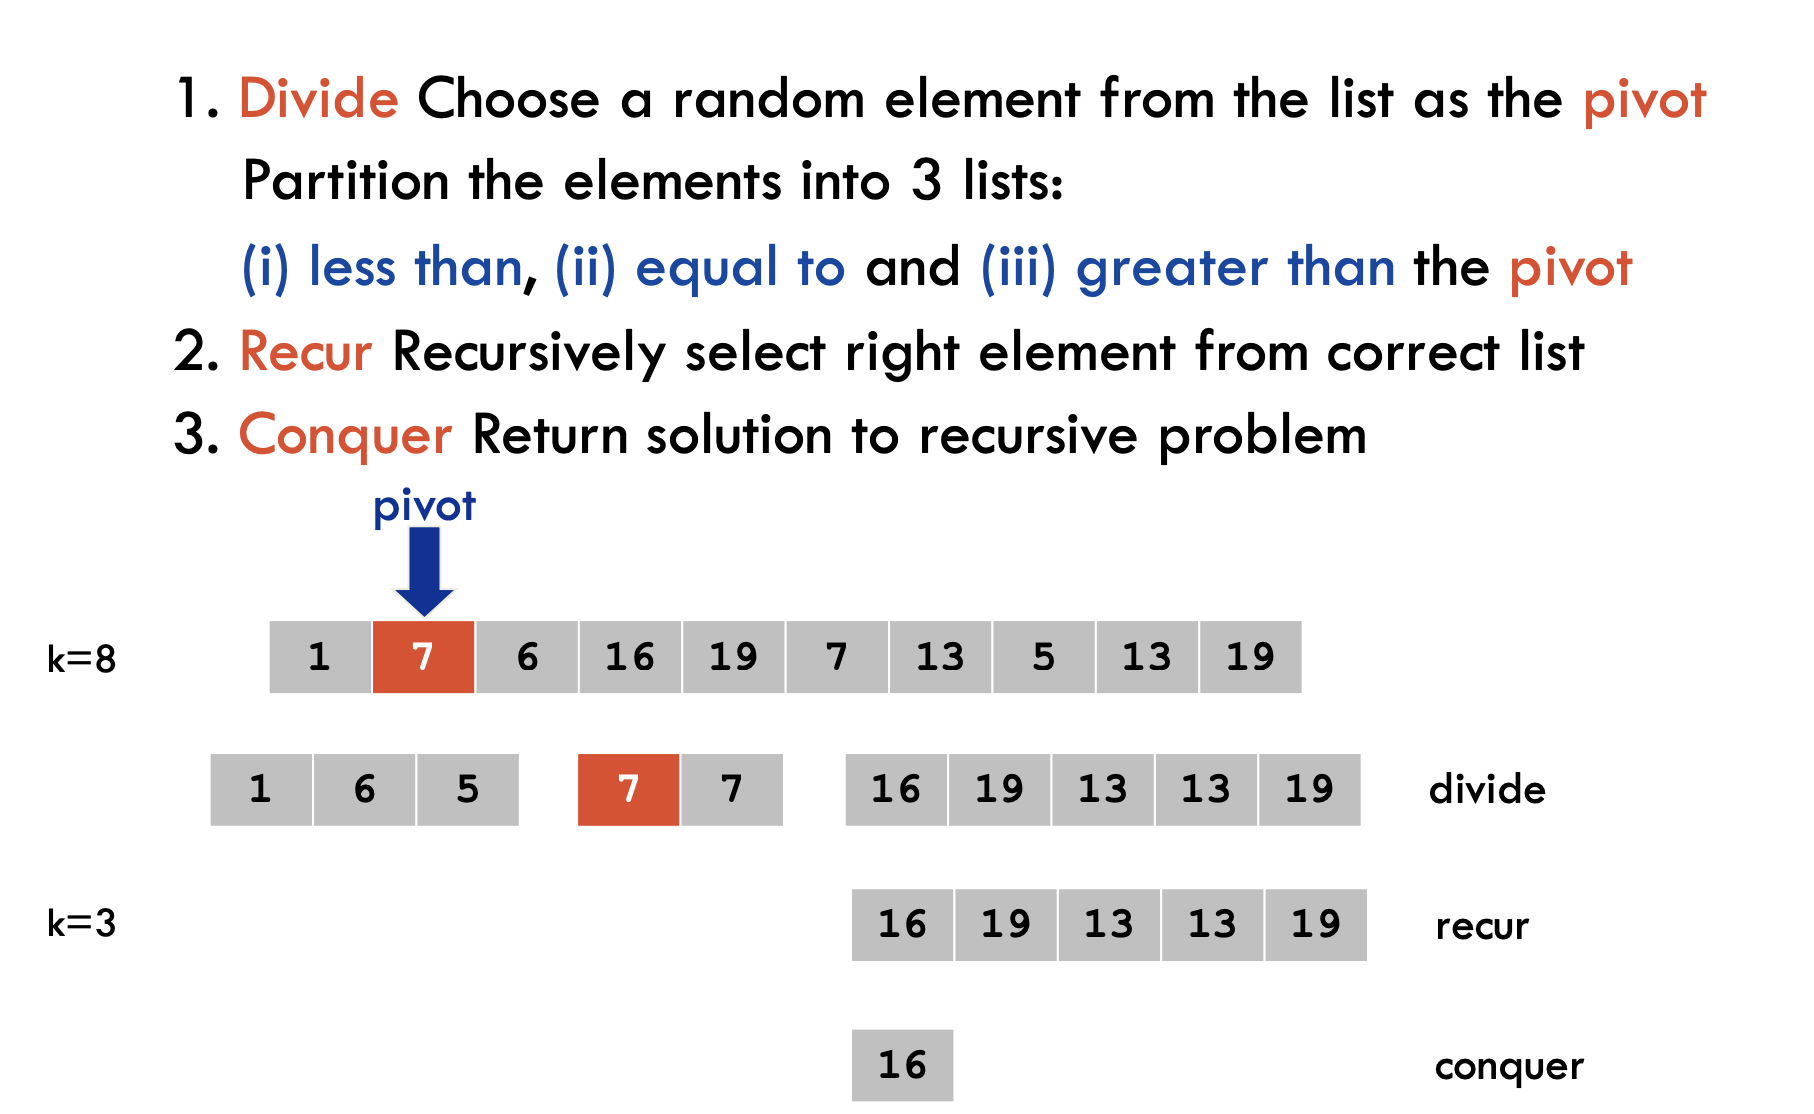 1. Divide Choose a random element from the list as the pivot
Partition the elements into 3 lists:
(i) less than, (ii) equal to and (iii) greater than the pivot
2. Recur Recursively select right element from correct list
3. Conquer Return solution to recursive problem
pivot
k=8 1 7 6 16 19 7 13 5 13 19
1 6 5 7 7 16 19 13 13 19 divide
k=3 16 19 13 13 19 recur
16 conquer